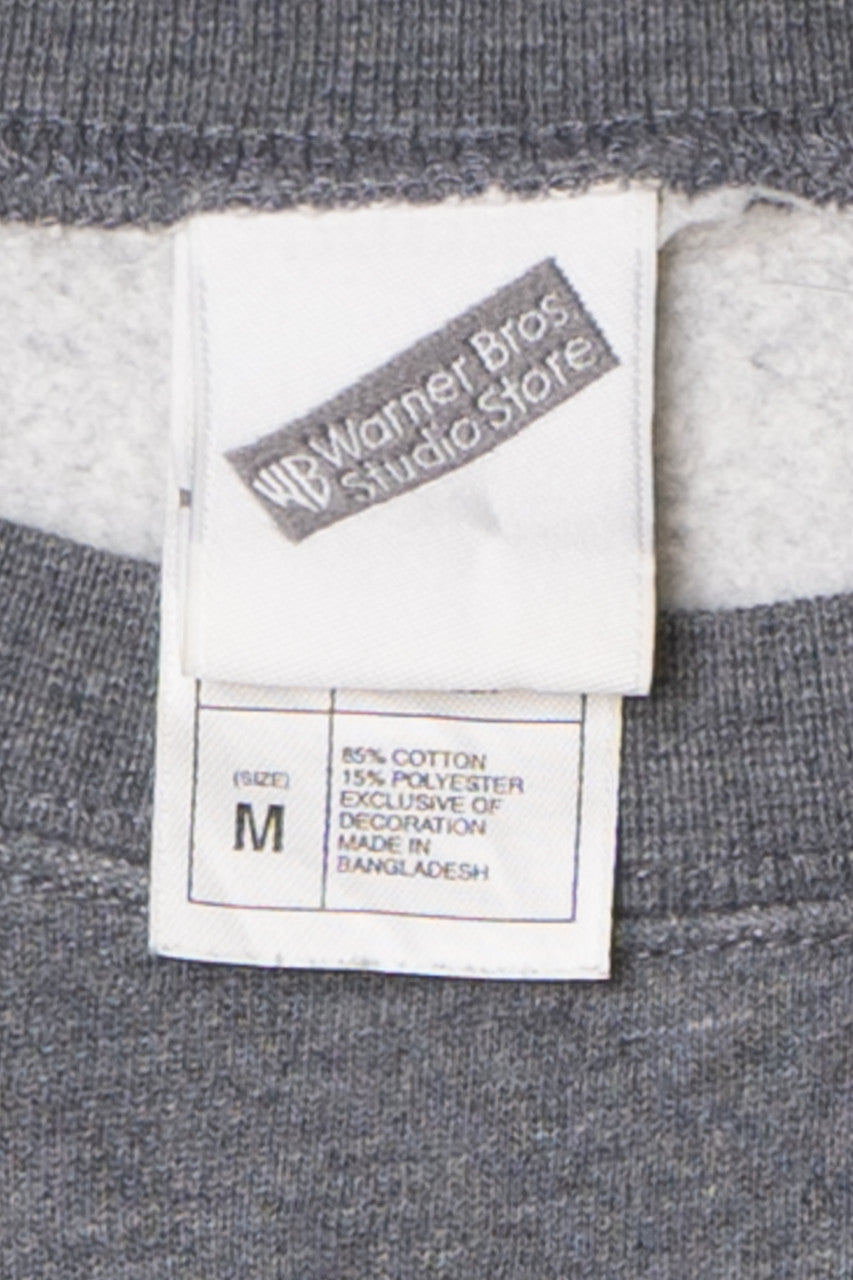 WB Warner Bros
Studio Store
(SIZE)
M
85% COTTON
15% POLYESTER
EXCLUSIVE OF
DECORATION
MADE IN
BANGLADESH